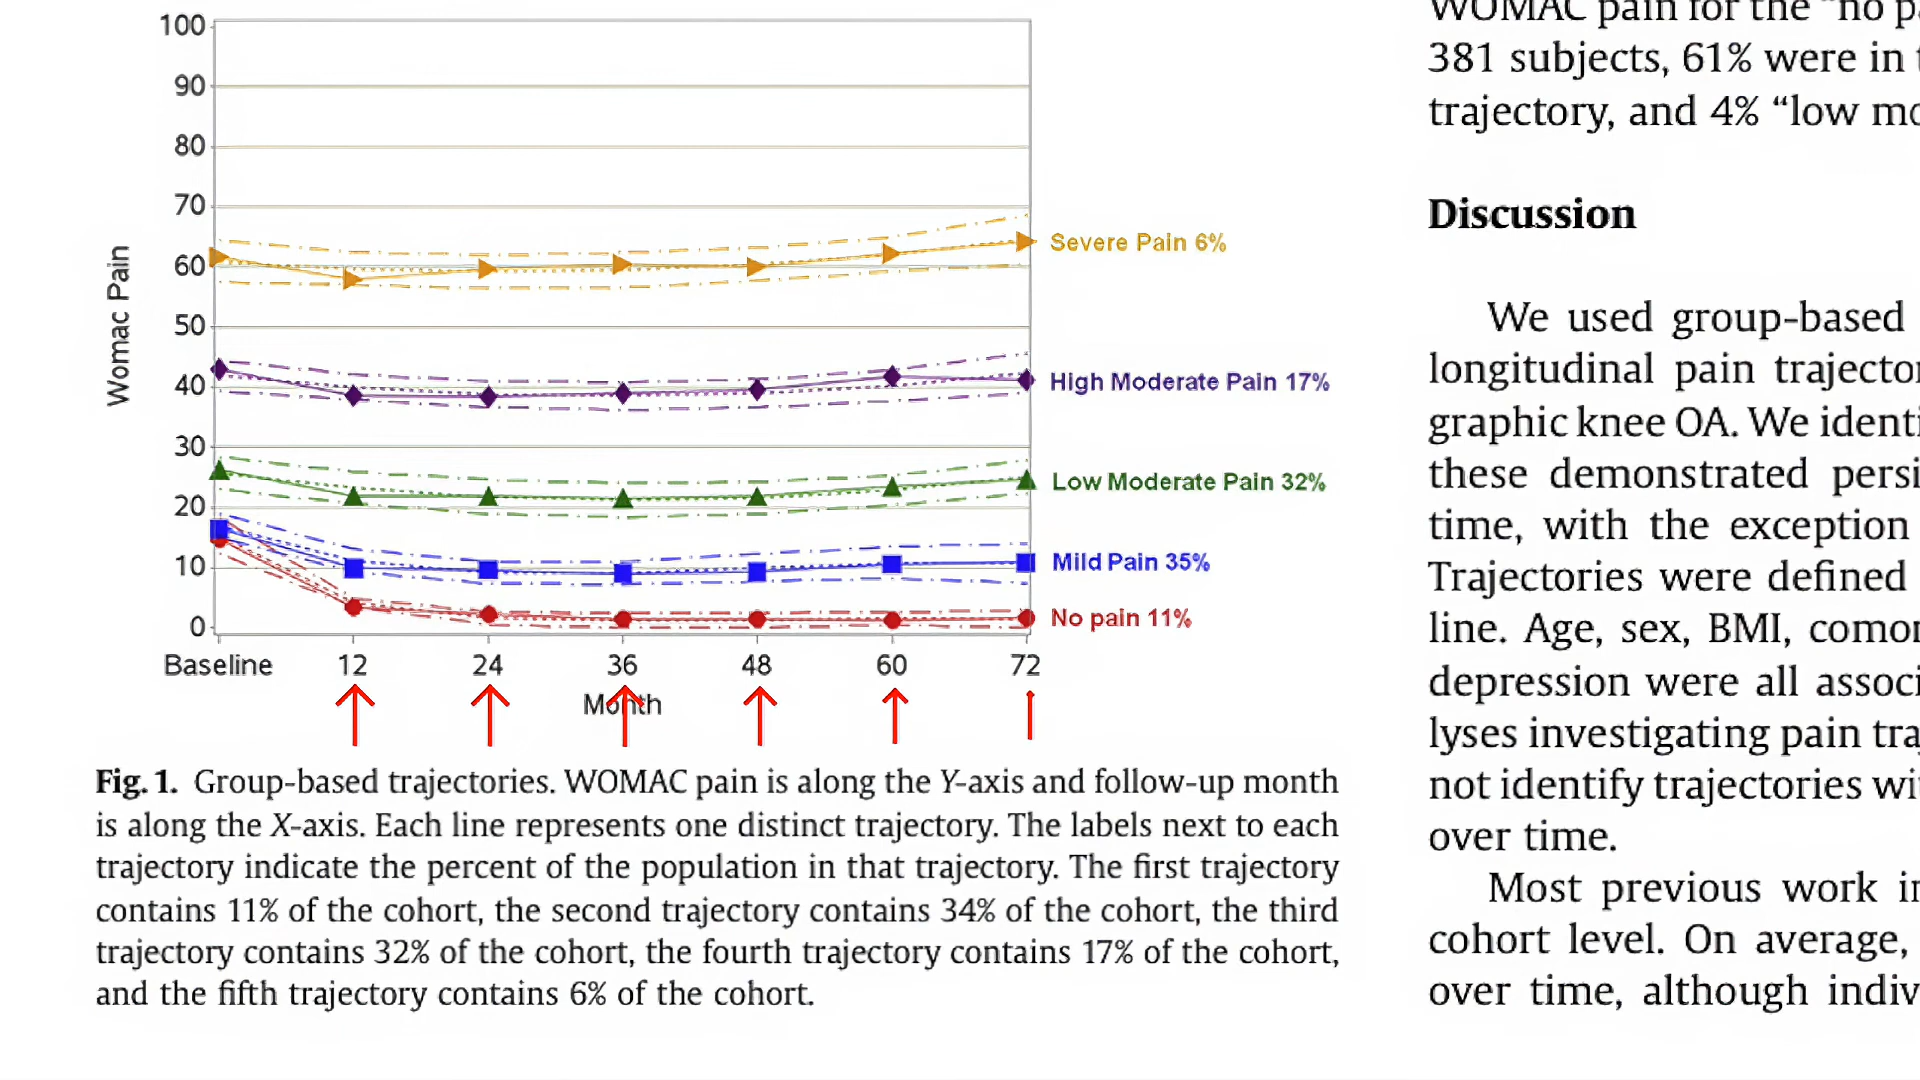 100
90
80
70
60
50
40
30
20
10
0
Womac Pain
Severe Pain 6%
High Moderate Pain 17%
Low Moderate Pain 32%
Mild Pain 35%
No pain 11%
Baseline 12 24 36 48 60 72
Month
Fig. 1. Group-based trajectories. WOMAC pain is along the Y-axis and follow-up month
is along the X-axis. Each line represents one distinct trajectory. The labels next to each
trajectory indicate the percent of the population in that trajectory. The first trajectory
contains 11% of the cohort, the second trajectory contains 34% of the cohort, the third
trajectory contains 32% of the cohort, the fourth trajectory contains 17% of the cohort,
and the fifth trajectory contains 6% of the cohort.
WOMAC pain for the "no
381 subjects, 61% were in
trajectory, and 4% “low
Discussion
We used group-based
longitudinal pain
graphic knee OA. We
these demonstrated
time, with the exception
Trajectories were defined
line. Age, sex, BMI,
depression were all
lyses investigating pain
not identify trajectories
over time.
Most previous work
cohort level. On average,
over time, although